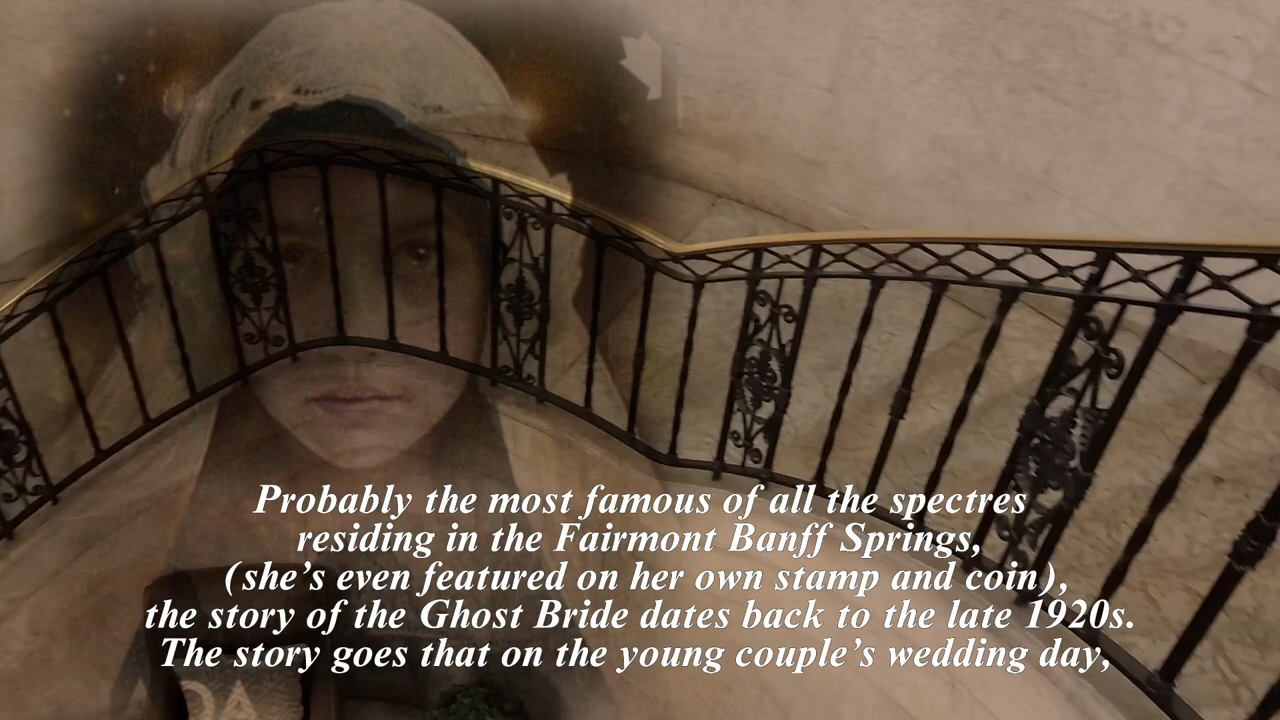 Probably the most famous of all the spectres
residing in the Fairmont Banff Springs,
(she’s even featured on her own stamp and coin),
the story of the Ghost Bride dates back to the late 1920s.
The story goes that on the young couple’s wedding day,